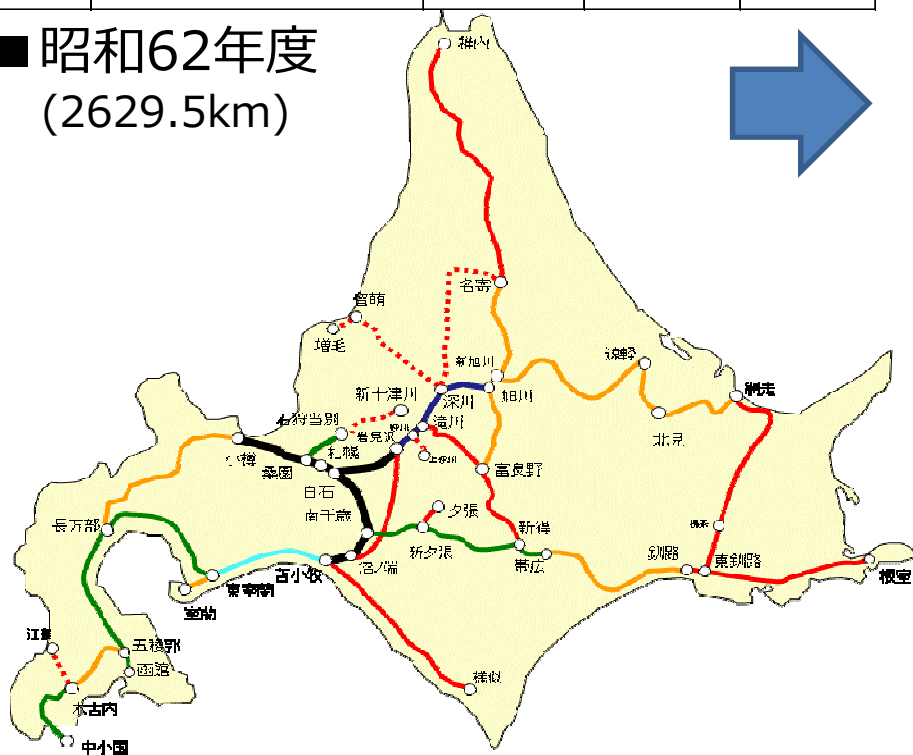 ■昭和62年度
(2629.5km)
稚内
名寄
留萌
増毛
新旭川
遠軽
網走
旭川
新十津川
深川
石狩当別
滝川
岩見沢
北見
小樽
桑園
札幌
富良野
白石
夕張
南千歳
新得
長万部
新夕張
帯広
釧路
東釧路
苫小牧
沼ノ端
根室
東室蘭
室蘭
江差
五稜郭
函館
様似
木古内
中小国